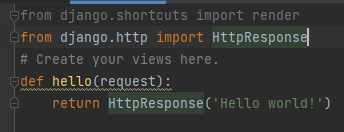 from django.shortcuts import render
from django.http import HttpResponse
# Create your views here.
def hello(request):
    return HttpResponse('Hello world!')